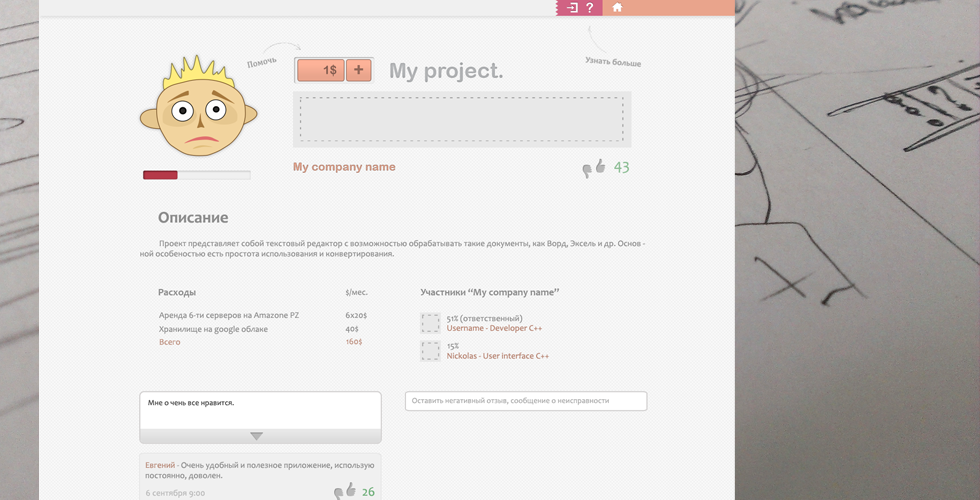 ?
Помочь
1$ +
My project.
Узнать больше
My company name
43
Описание
Проект представляет собой текстовый редактор с возможностью обрабатывать такие документы, как Ворд, Эксель и др. Основ -
ной особеностью есть простота использования и конвертирования.
Расходы $/мес.
Аренда 6-ти серверов на Amazone PZ 6x20$
Хранилище на google облаке 40$
Всего 160$
Участники “My company name”
51% (ответственный)
Username - Developer C++
15%
Nickolas - User interface C++
Мне о чень все нравится.
Оставить негативный отзыв, сообщение о неисправности
Евгений - Очень удобный и полезное приложение, использую
постоянно, доволен.
6 сентября 9:00 26